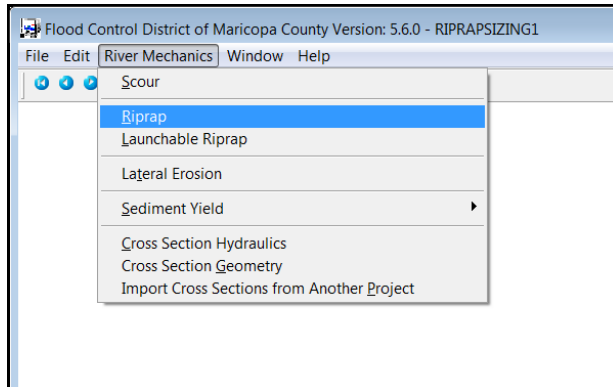 Flood Control District of Maricopa County Version: 5.6.0 - RIPRAPSIZING1
File Edit River Mechanics Window Help
Scour
Riprap
Launchable Riprap
Lateral Erosion
Sediment Yield
Cross Section Hydraulics
Cross Section Geometry
Import Cross Sections from Another Project